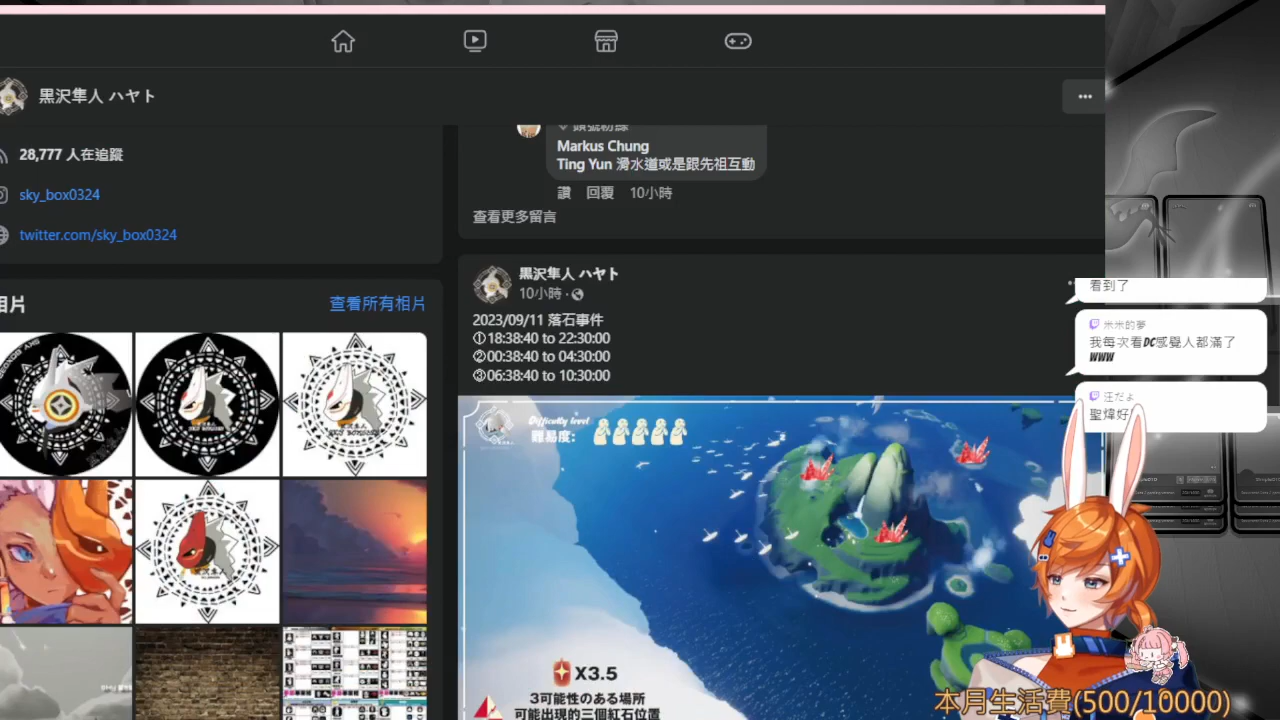 黒沢隼人 ハヤト
28,777 人在追蹤
sky_box0324
twitter.com/sky_box0324
相片
查看所有相片
頭號粉絲
Markus Chung
Ting Yun 滑水道或是跟先祖互動
讚 回覆 10小時
查看更多留言
黒沢隼人 ハヤト
10小時 ·
2023/09/11 落石事件
①18:38:40 to 22:30:00
②00:38:40 to 04:30:00
③06:38:40 to 10:30:00
Difficulty level
難易度:
X3.5
3可能性のある場所
可能出現的三個紅石位置
看到了
米米的夢
我每次看DC感覺人都滿了
WWW
汪だよ
聖煒好
本月生活費(500/10000)